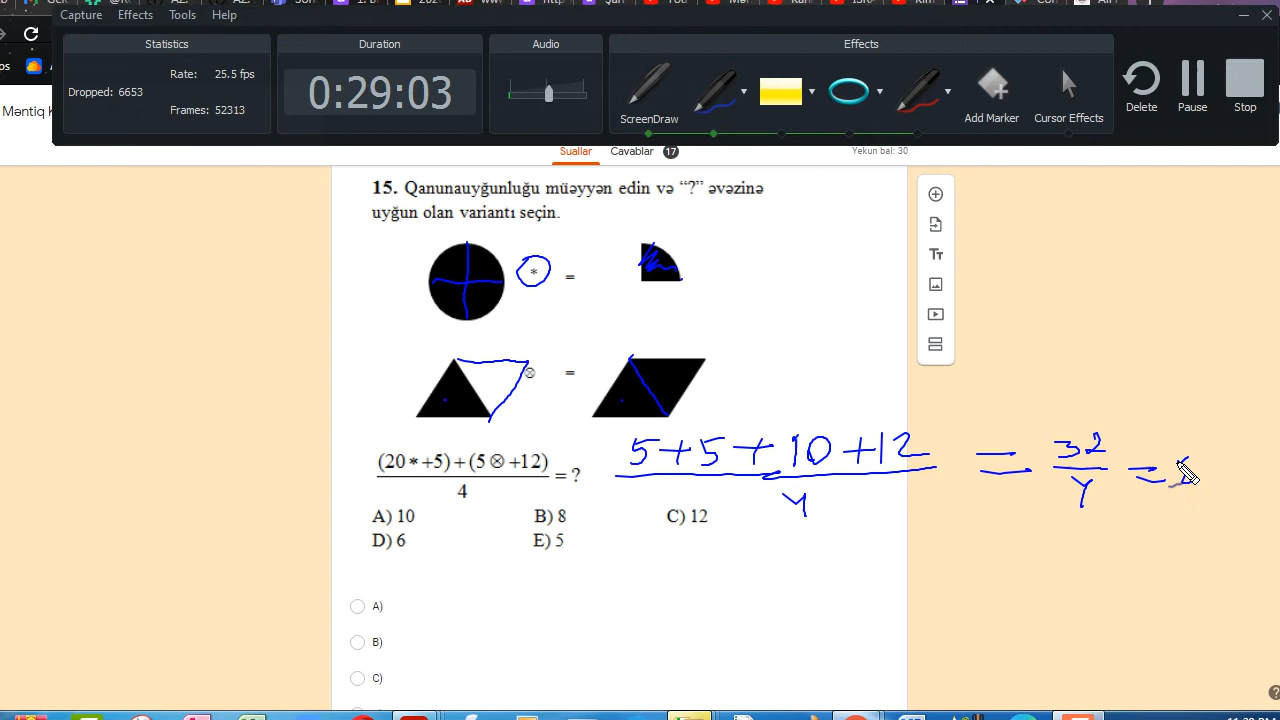 Capture Effects Tools Help
Statistics
Duration
Audio
Effects
Dropped: 6653
Rate: 25.5 fps
Frames: 52313
0:29:03
ScreenDraw
Add Marker
Cursor Effects
Delete
Pause
Stop
Məntiq
Suallar Cavablar 17
Yekun bal: 30
15. Qanunauyğunluğu müəyyən edin və “?” əvəzinə
uyğun olan variantı seçin.
* =
⊗ =
(20*+5)+(5⊗+12)
4
= ?
5+5+10+12
4
= 32
4
=
A) 10 B) 8 C) 12
D) 6 E) 5
A)
B)
C)